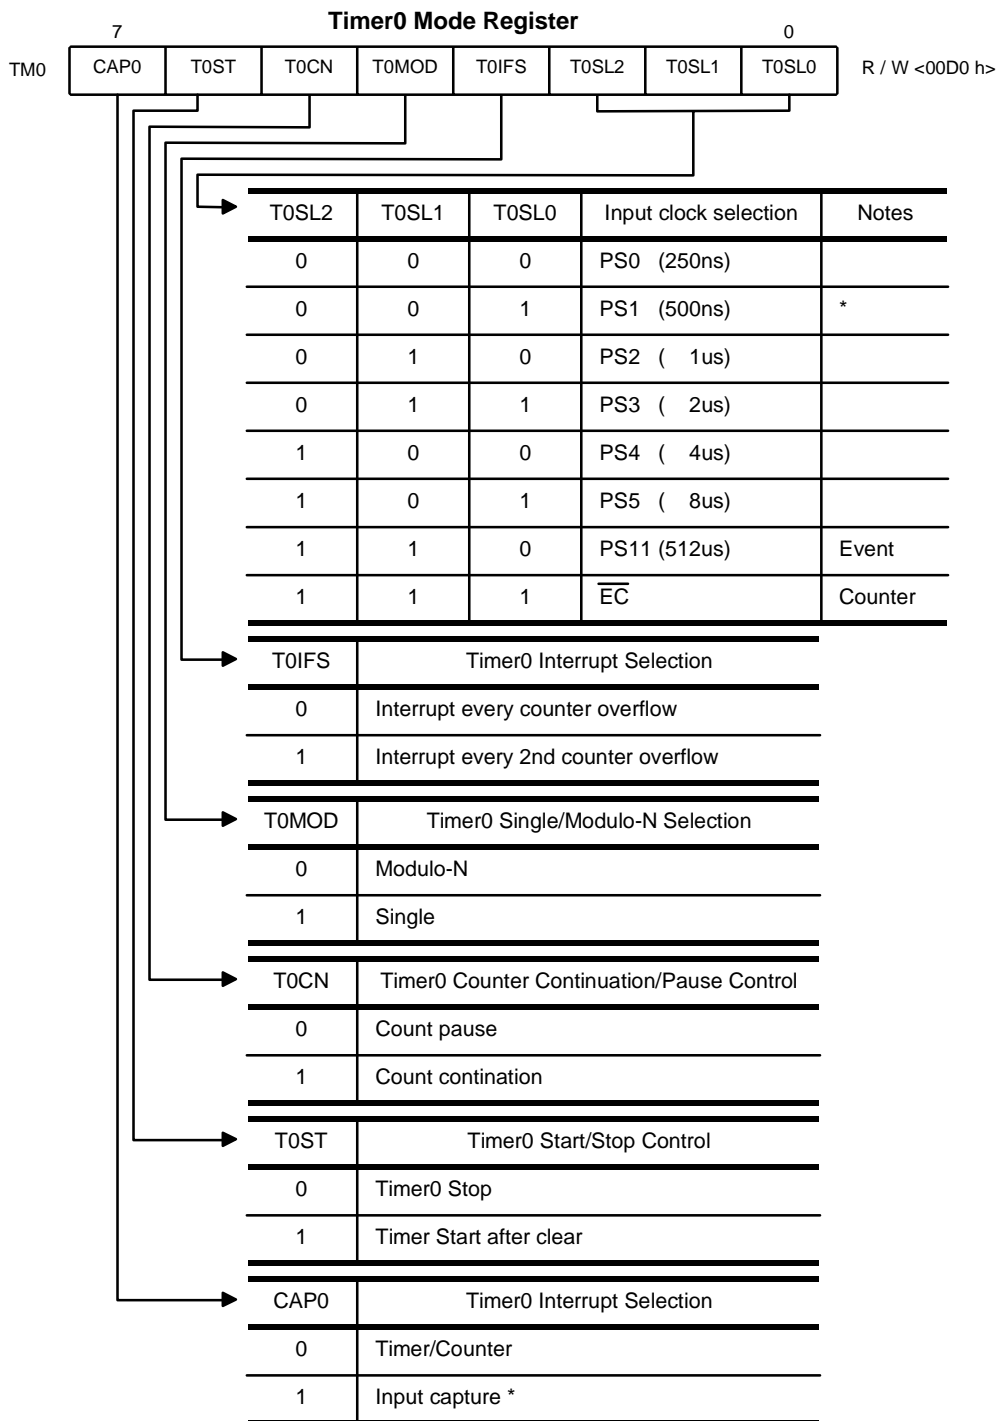 Timer0 Mode Register
7 0
TM0 CAP0 T0ST T0CN T0MOD T0IFS T0SL2 T0SL1 T0SL0 R / W <00D0 h>
T0SL2 T0SL1 T0SL0 Input clock selection Notes
0 0 0 PS0 (250ns)
0 0 1 PS1 (500ns) *
0 1 0 PS2 ( 1us)
0 1 1 PS3 ( 2us)
1 0 0 PS4 ( 4us)
1 0 1 PS5 ( 8us)
1 1 0 PS11 (512us) Event
1 1 1 E̅C̅ Counter
T0IFS Timer0 Interrupt Selection
0 Interrupt every counter overflow
1 Interrupt every 2nd counter overflow
T0MOD Timer0 Single/Modulo-N Selection
0 Modulo-N
1 Single
T0CN Timer0 Counter Continuation/Pause Control
0 Count pause
1 Count contination
T0ST Timer0 Start/Stop Control
0 Timer0 Stop
1 Timer Start after clear
CAP0 Timer0 Interrupt Selection
0 Timer/Counter
1 Input capture *